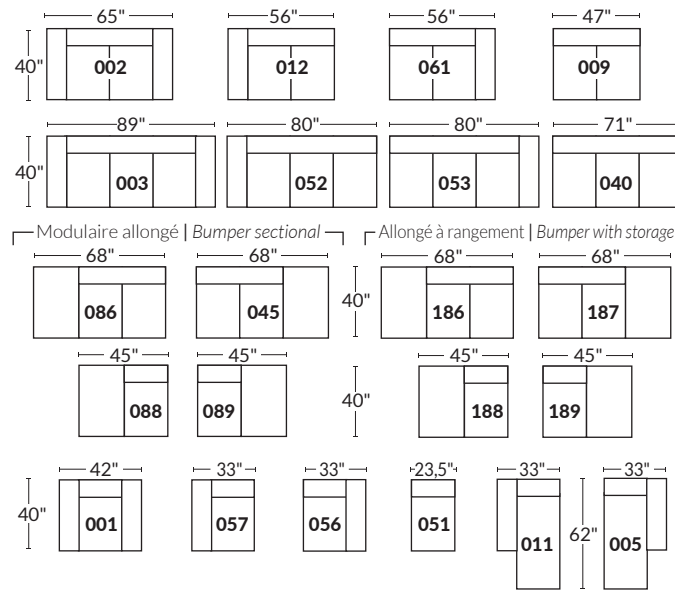 65" 56" 56" 47"
40" 002 012 061 009
89" 80" 80" 71"
40" 003 052 053 040
Modulaire allongé | Bumper sectional Allongé à rangement | Bumper with storage
68" 68" 68" 68"
086 045 40" 186 187
45" 45" 45" 45"
088 089 40" 188 189
42" 33" 33" 23,5" 33" 33"
40" 001 057 056 051 011 62" 005